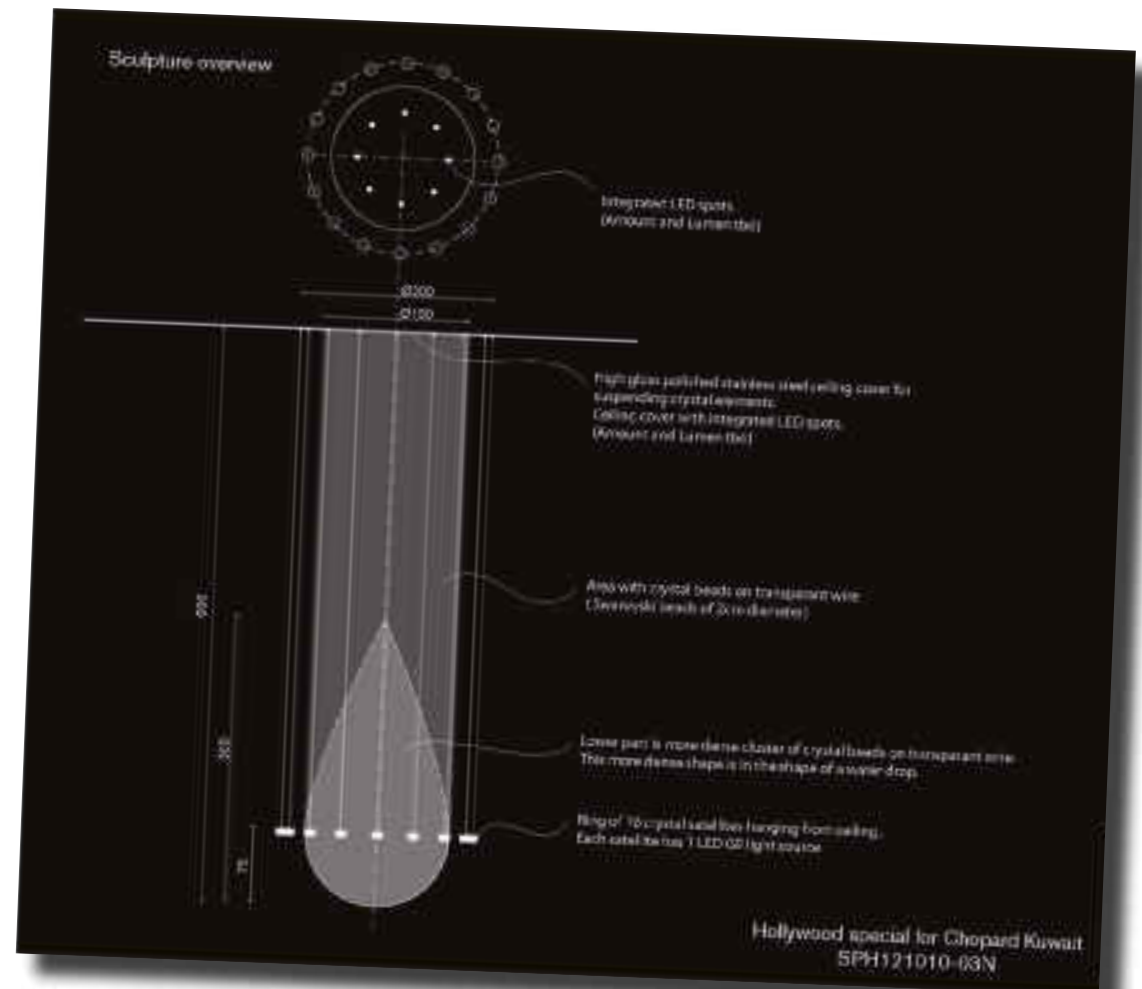 Sculpture overview
Integrated LED spots
(Amount and Lumen tbd)
Ø200
High gloss polished stainless steel ceiling cover for
suspending crystal elements.
Ceiling cover with integrated LED spots.
(Amount and Lumen tbd)
Area with crystal beads on transparant wire
(Swarovski beads of diameter)
Lower part is more dense cluster of crystal beads on transparant wire
This more dense shape is in the shape of a water drop.
75
Ring of 16 crystal satellites hanging from ceiling.
Each satellite has 1 LED light source
Hollywood special for Chopard Kuwait
SPH121010-03N